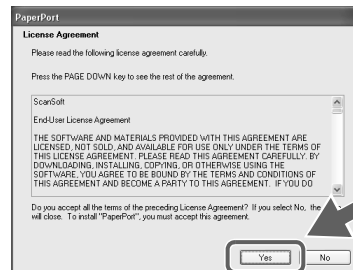 PaperPort
License Agreement
Please read the following license agreement carefully.
Press the PAGE DOWN key to see the rest of the agreement.
ScanSoft
End-User License Agreement
THE SOFTWARE AND MATERIALS PROVIDED WITH THIS AGREEMENT ARE
LICENSED, NOT SOLD, AND AVAILABLE FOR USE ONLY UNDER THE TERMS OF
THIS LICENSE AGREEMENT. PLEASE READ THIS AGREEMENT CAREFULLY. BY
DOWNLOADING, INSTALLING, COPYING, OR OTHERWISE USING THE
SOFTWARE, YOU AGREE TO BE BOUND BY THE TERMS AND CONDITIONS OF
THIS AGREEMENT AND BECOME A PARTY TO THIS AGREEMENT. IF YOU DO
Do you accept all the terms of the preceding License Agreement? If you select No, the
will close. To install "PaperPort", you must accept this agreement.
Yes
No